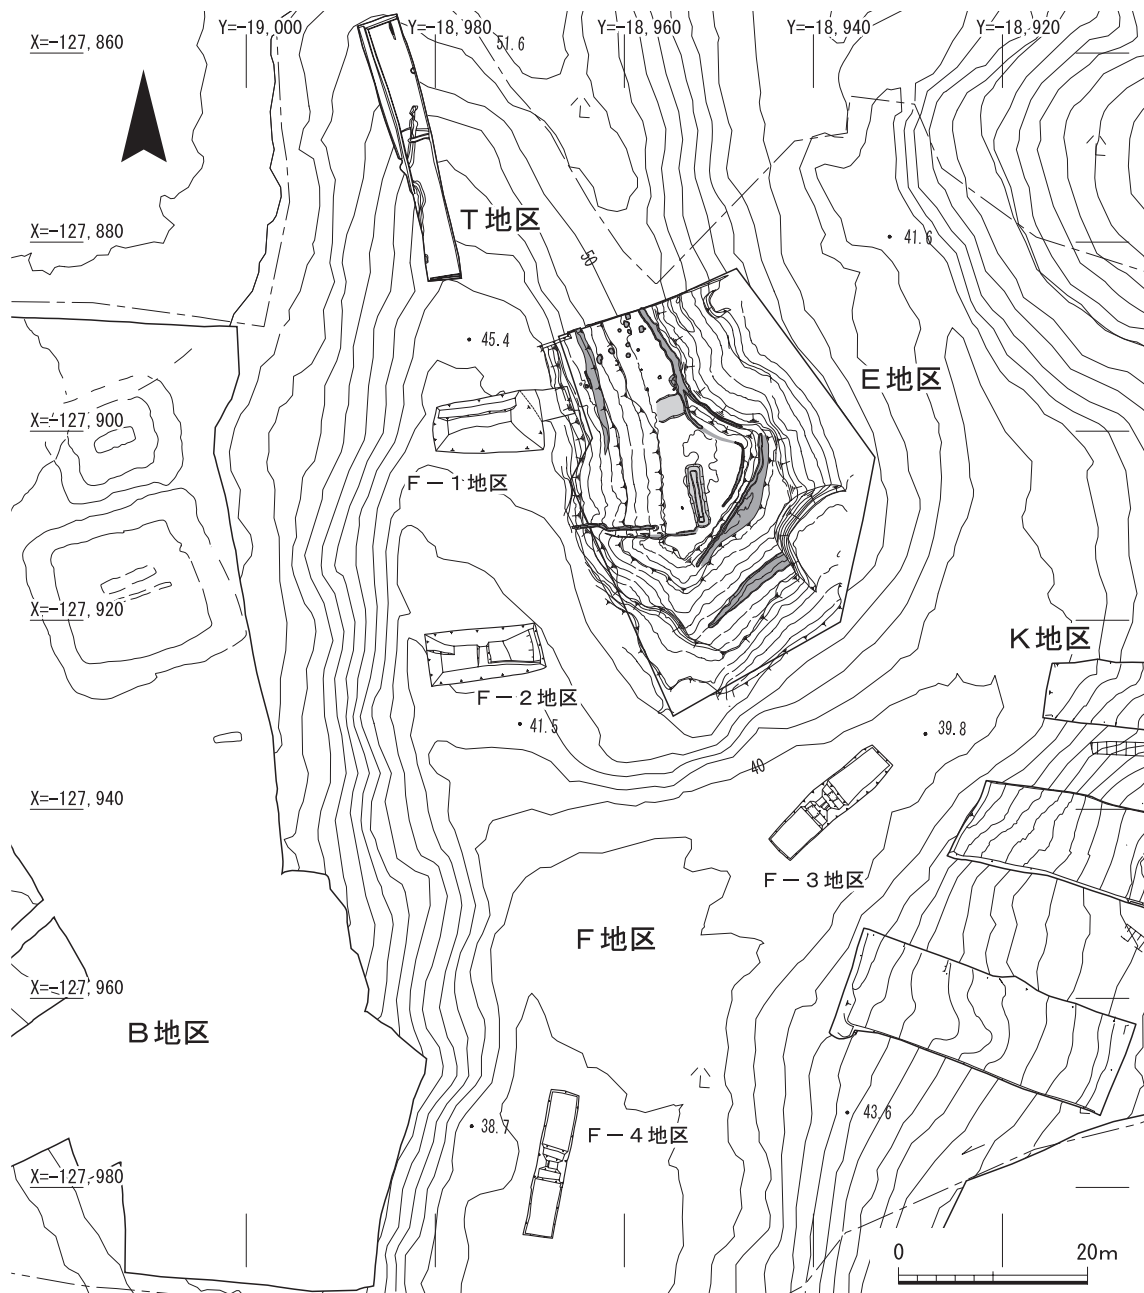 X=-127,860
Y=-19,000
Y=-18,980
Y=-18,960
Y=-18,940
Y=-18,920
51.6
X=-127,880
T地区
41.6
50
45.4
E地区
X=-127,900
F-1地区
X=-127,920
K地区
F-2地区
41.5
39.8
40
X=-127,940
F-3地区
F地区
X=-127,960
B地区
43.6
38.7
F-4地区
X=-127,980
0 20m